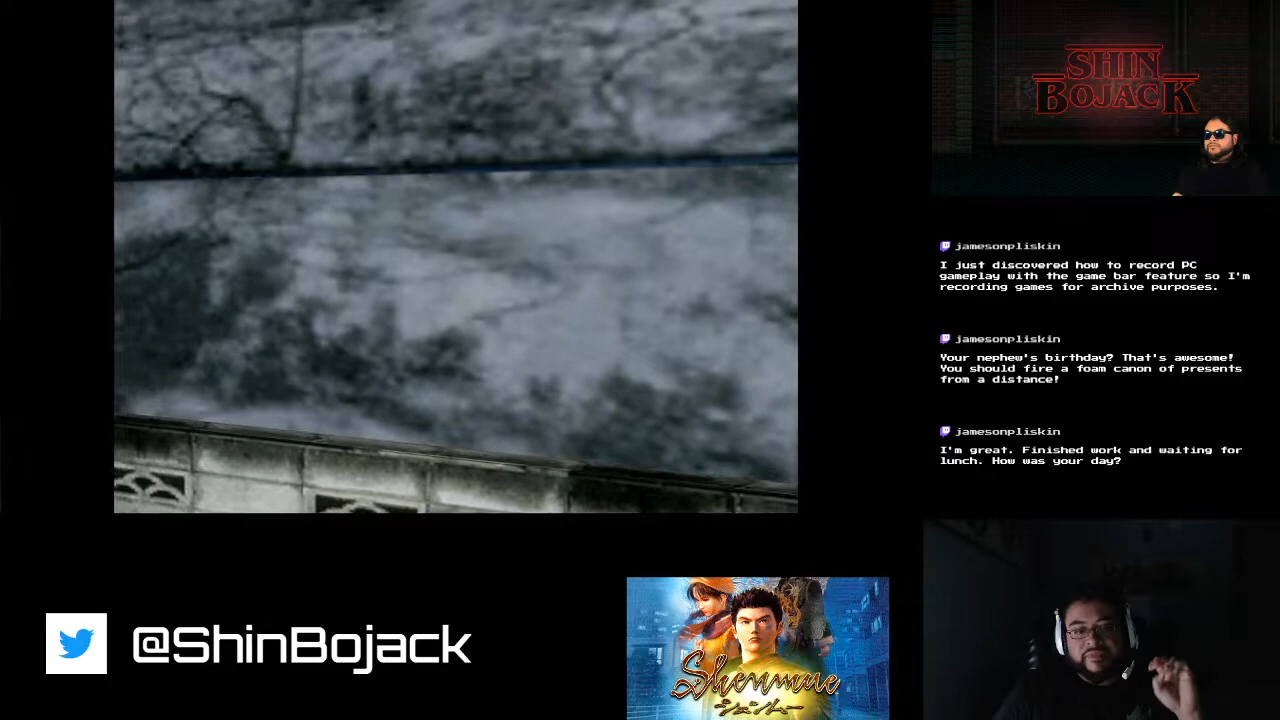 SHIN
BOJACK
jamesonpliskin
I just discovered how to record PC
gameplay with the game bar feature so I'm
recording games for archive purposes.
jamesonpliskin
Your nephew's birthday? That's awesome!
You should fire a foam canon of presents
from a distance!
jamesonpliskin
I'm great. Finished work and waiting for
lunch. How was your day?
@ShinBojack
Shenmue
シェンムー